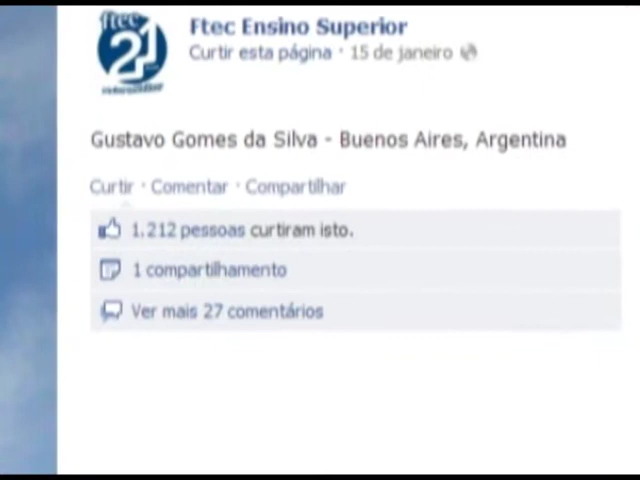 ftec
21
Ftec Ensino Superior
Curtir esta página · 15 de janeiro
Gustavo Gomes da Silva - Buenos Aires, Argentina
Curtir · Comentar · Compartilhar
1.212 pessoas curtiram isto.
1 compartilhamento
Ver mais 27 comentários